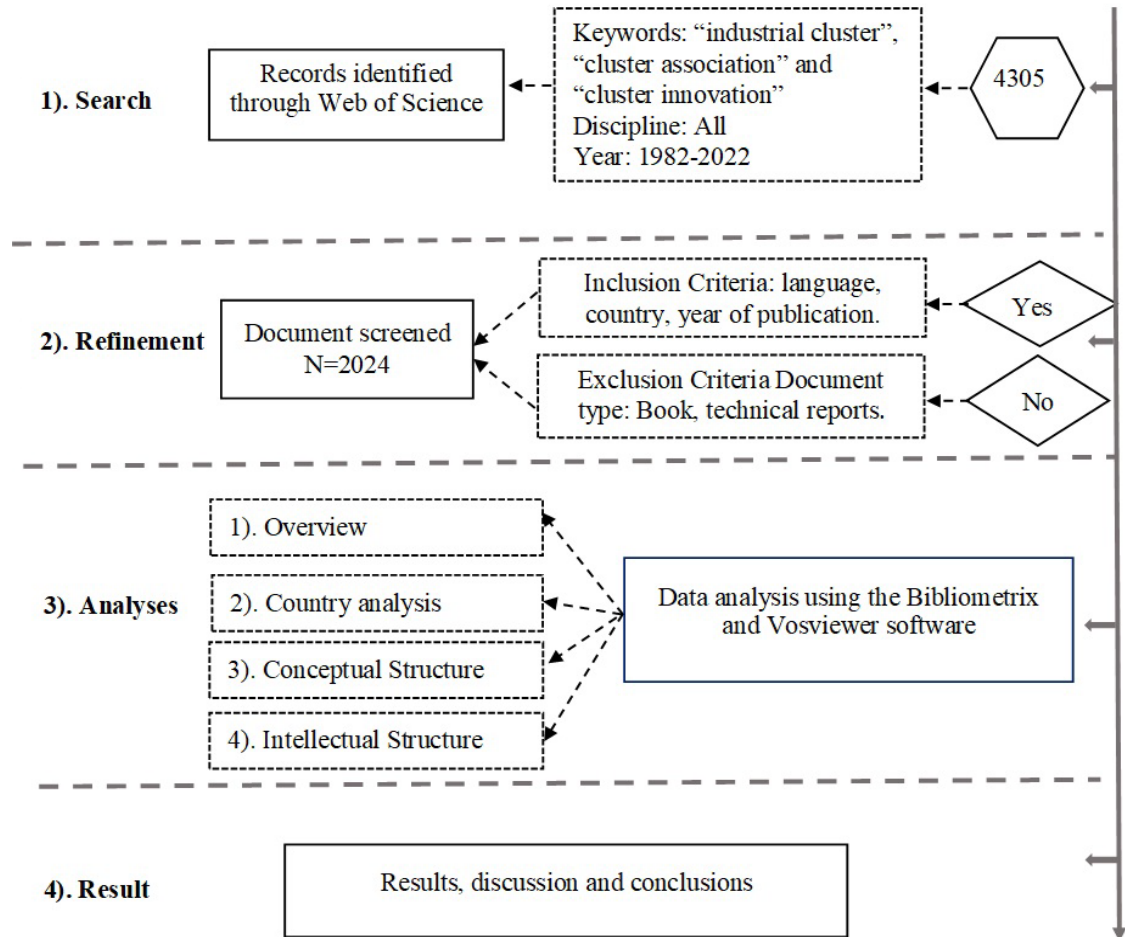 1). Search
Records identified
through Web of Science
Keywords: “industrial cluster”,
“cluster association” and
“cluster innovation”
Discipline: All
Year: 1982-2022
4305
2). Refinement
Document screened
N=2024
Inclusion Criteria: language,
country, year of publication.
Yes
Exclusion Criteria Document
type: Book, technical reports.
No
3). Analyses
1). Overview
2). Country analysis
3). Conceptual Structure
4). Intellectual Structure
Data analysis using the Bibliometrix
and Vosviewer software
4). Result
Results, discussion and conclusions